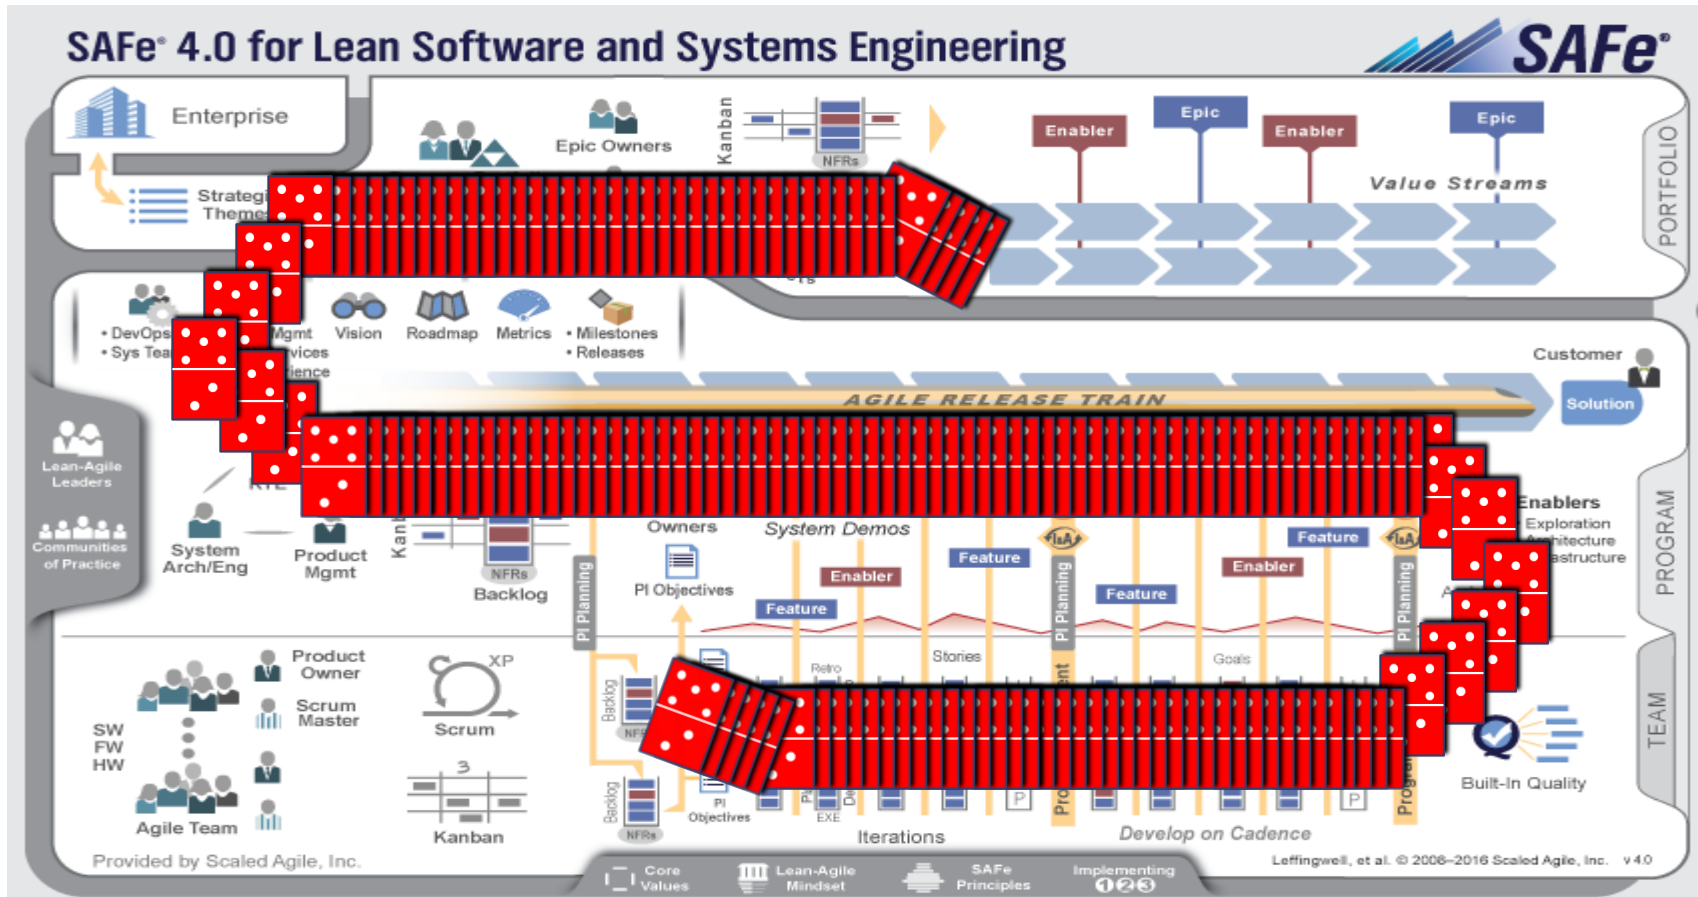 SAFe® 4.0 for Lean Software and Systems Engineering
SAFe®
Enterprise
Epic Owners
Kanban
NFRs
Enabler
Epic
Enabler
Epic
Value Streams
PORTFOLIO
DevOps
Sys
Mgmt
Vision
Roadmap
Metrics
• Milestones
• Releases
Customer
Solution
AGILE RELEASE TRAIN
Lean-Agile
Leaders
Communities
of Practice
System
Arch/Eng
Product
Mgmt
NFRs
Backlog
Owners
System Demos
PI Objectives
PI Planning
Enabler
Feature
Feature
I&A
PI Planning
Feature
Enabler
Feature
I&A
PI Planning
Enablers
Exploration
PROGRAM
Product
Owner
Scrum
Master
SW
FW
HW
Agile Team
XP
Scrum
3
Kanban
Backlog
Backlog
NFRs
Retro
Stories
Goals
PI
Objectives
EXE
P
P
Iterations
Develop on Cadence
Built-In Quality
TEAM
Provided by Scaled Agile, Inc.
Leffingwell, et al. © 2008–2016 Scaled Agile, Inc. v 4.0
Core
Values
Lean-Agile
Mindset
SAFe
Principles
Implementing
1 2 3